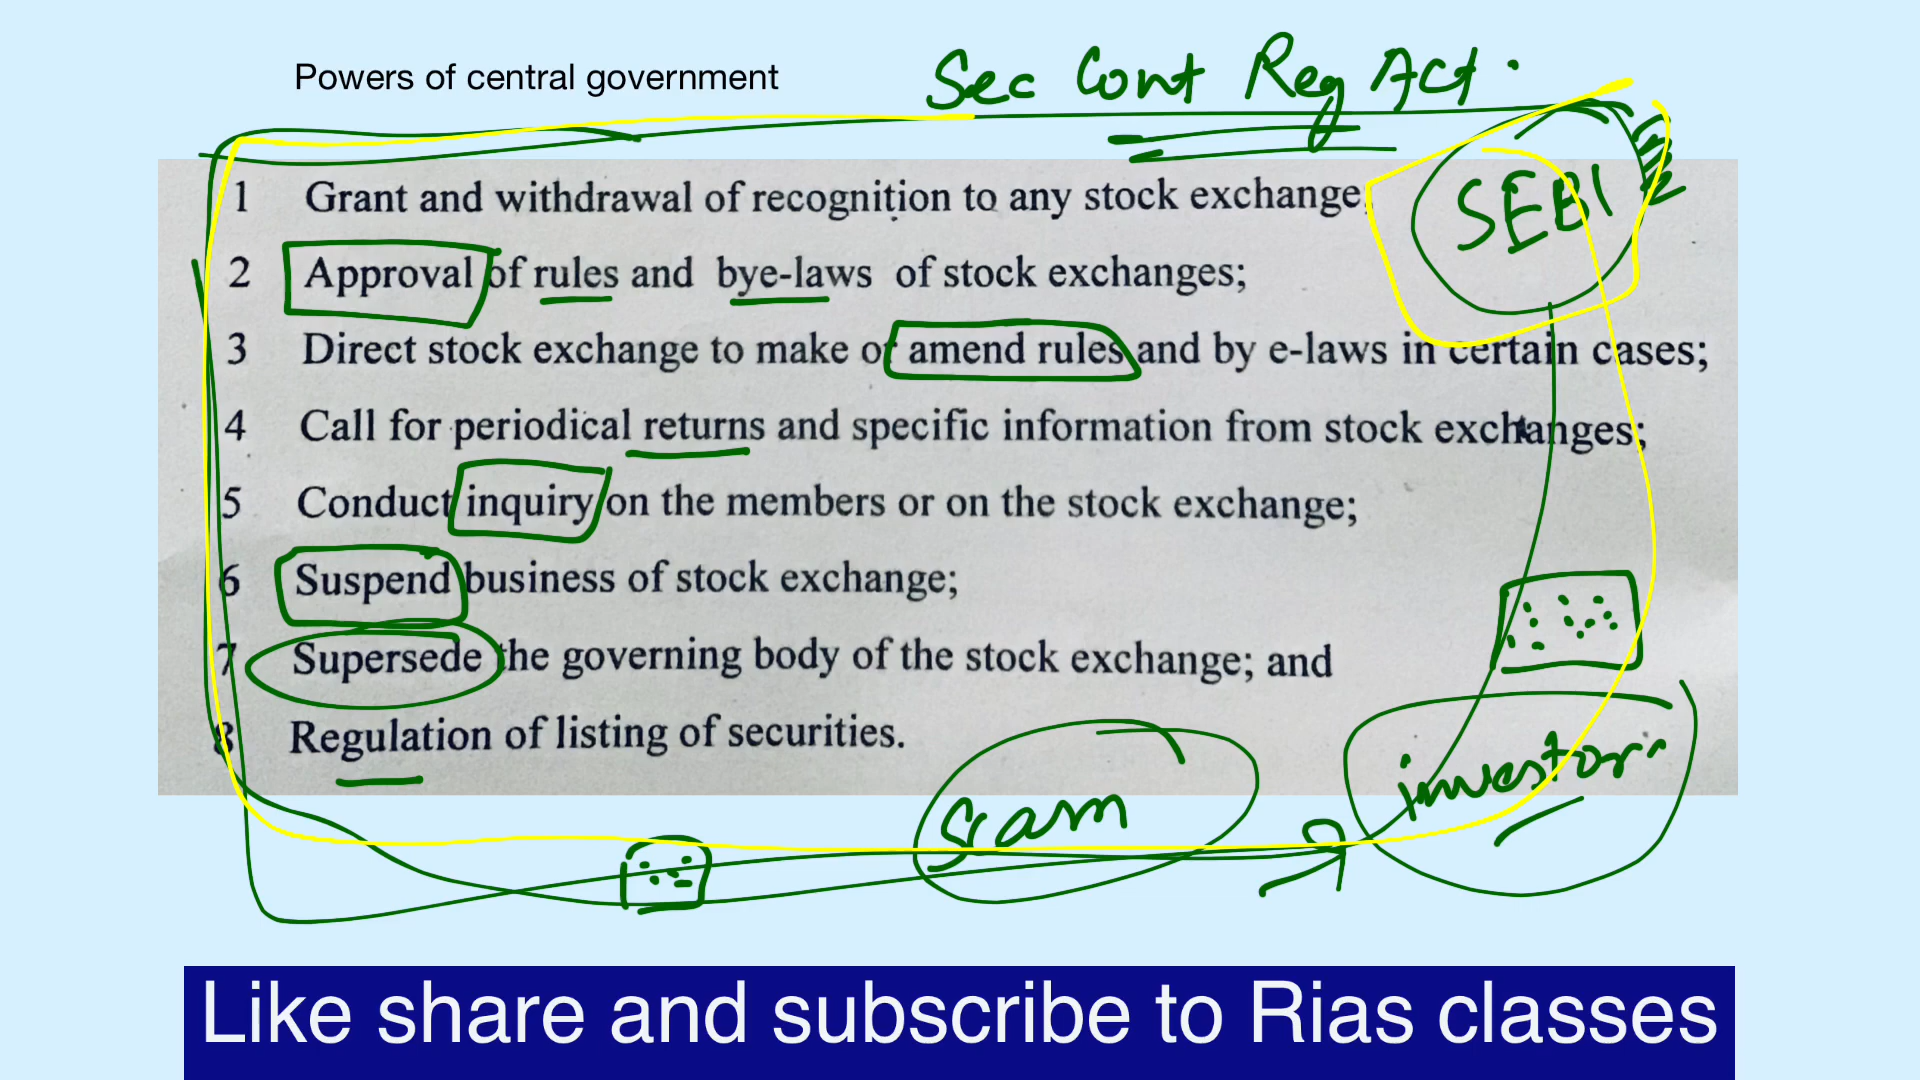 Powers of central government
Sec Cont Reg Act.
1 Grant and withdrawal of recognition to any stock exchange;
SEBI
2 Approval of rules and bye-laws of stock exchanges;
3 Direct stock exchange to make or amend rules and by e-laws in certain cases;
4 Call for periodical returns and specific information from stock exchanges;
5 Conduct inquiry on the members or on the stock exchange;
6 Suspend business of stock exchange;
7 Supersede the governing body of the stock exchange; and
8 Regulation of listing of securities.
investor
Scam
Like share and subscribe to Rias classes